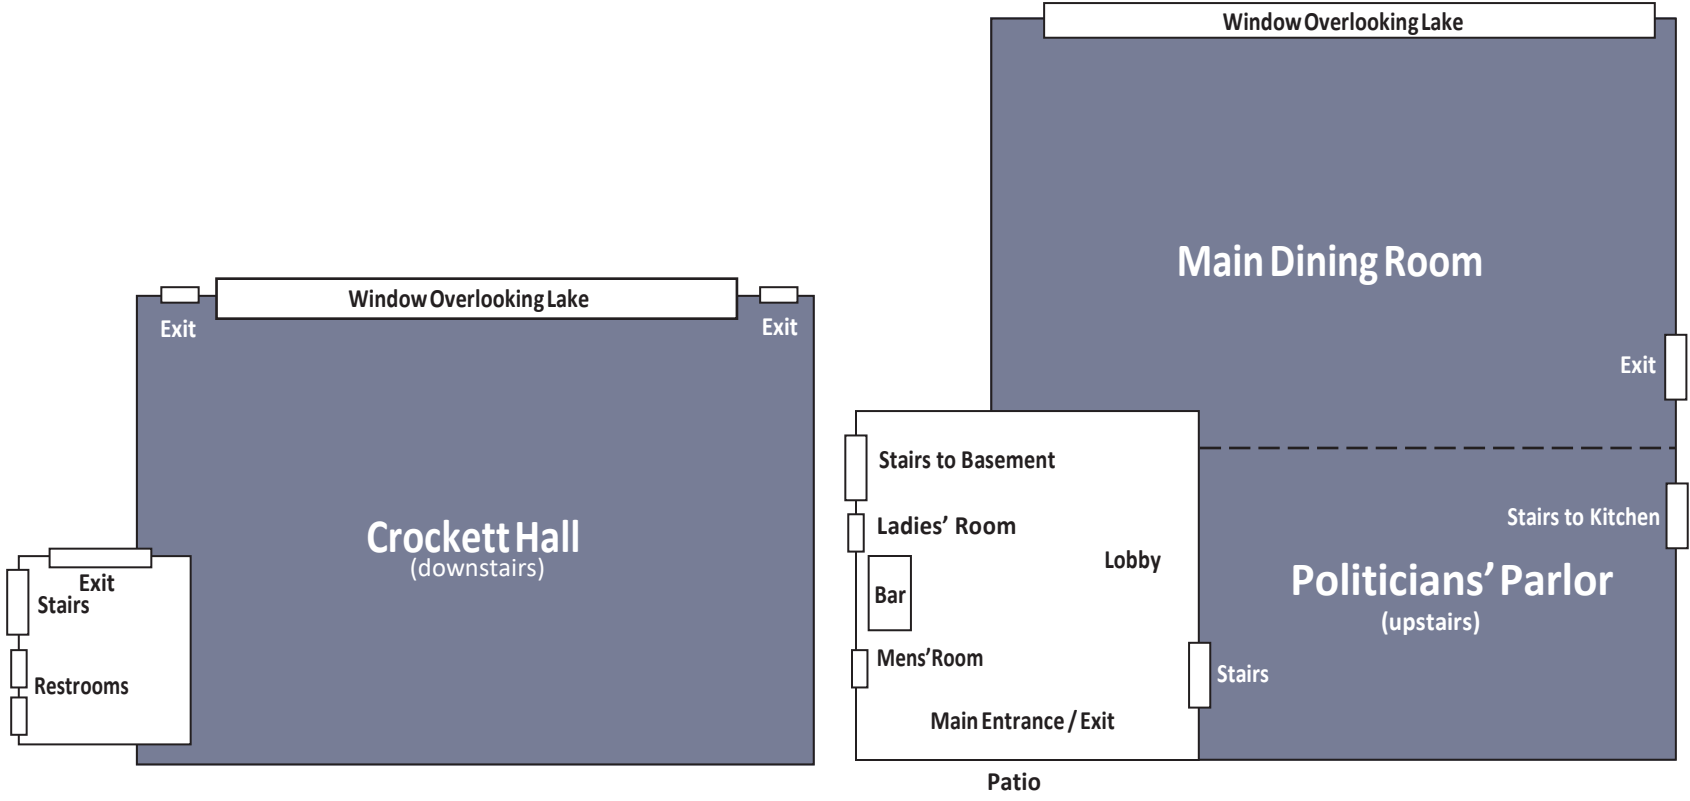 Window Overlooking Lake
Exit
Exit
Crockett Hall
(downstairs)
Exit
Stairs
Restrooms
Window Overlooking Lake
Main Dining Room
Exit
Stairs to Basement
Ladies’ Room
Bar
Lobby
Mens’ Room
Main Entrance / Exit
Patio
Stairs to Kitchen
Politicians’ Parlor
(upstairs)
Stairs